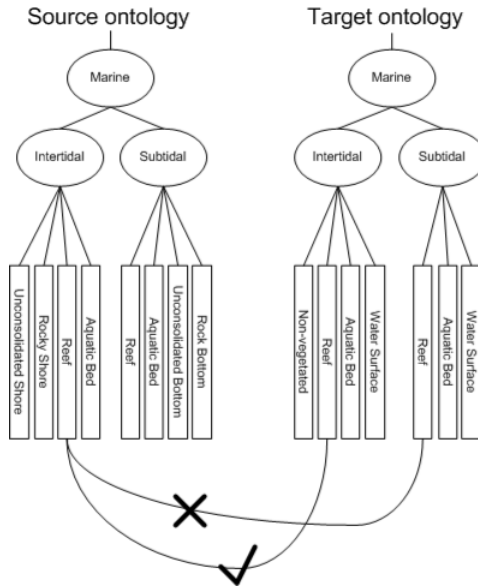 Source ontology
Target ontology
Marine
Marine
Intertidal
Subtidal
Intertidal
Subtidal
Unconsolidated Shore
Rocky Shore
Reef
Aquatic Bed
Reef
Aquatic Bed
Unconsolidated Bottom
Rock Bottom
Non-vegetated
Reef
Aquatic Bed
Water Surface
Reef
Aquatic Bed
Water Surface